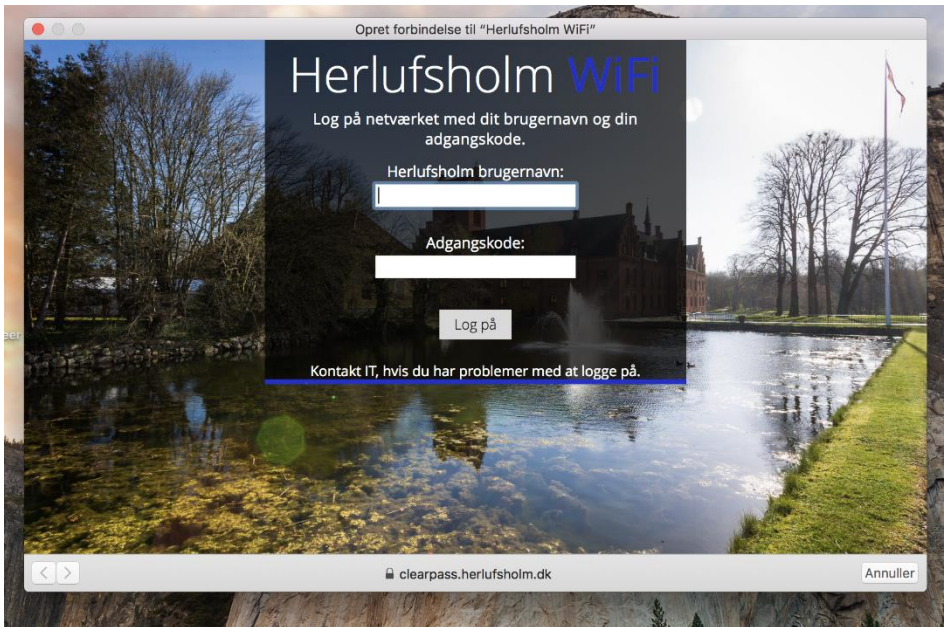 Opret forbindelse til "Herlufsholm WiFi"
Herlufsholm WiFi
Log på netværket med dit brugernavn og din
adgangskode.
Herlufsholm brugernavn:
Adgangskode:
Log på
Kontakt IT, hvis du har problemer med at logge på.
clearpass.herlufsholm.dk
Annuller